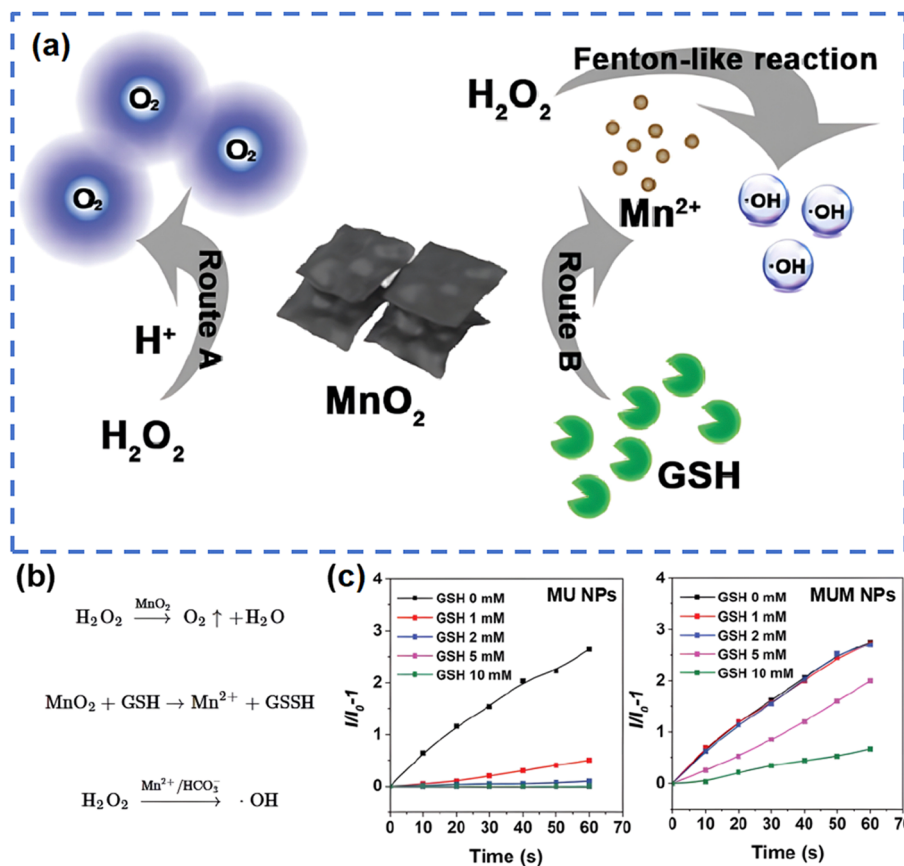 (a)
O₂
O₂
O₂
Route A
H⁺
H₂O₂
MnO₂
Fenton-like reaction
H₂O₂
Mn²⁺
·OH
·OH
·OH
Route B
GSH
(b)
H₂O₂ —MnO₂→ O₂ ↑ + H₂O
MnO₂ + GSH → Mn²⁺ + GSSH
H₂O₂ —Mn²⁺/HCO₃⁻→ · OH
(c)
MU NPs
GSH 0 mM
GSH 1 mM
GSH 2 mM
GSH 5 mM
GSH 10 mM
I/I₀-1
4
3
2
1
0
0 10 20 30 40 50 60 70
Time (s)
MUM NPs
GSH 0 mM
GSH 1 mM
GSH 2 mM
GSH 5 mM
GSH 10 mM
I/I₀-1
4
3
2
1
0
0 10 20 30 40 50 60 70
Time (s)